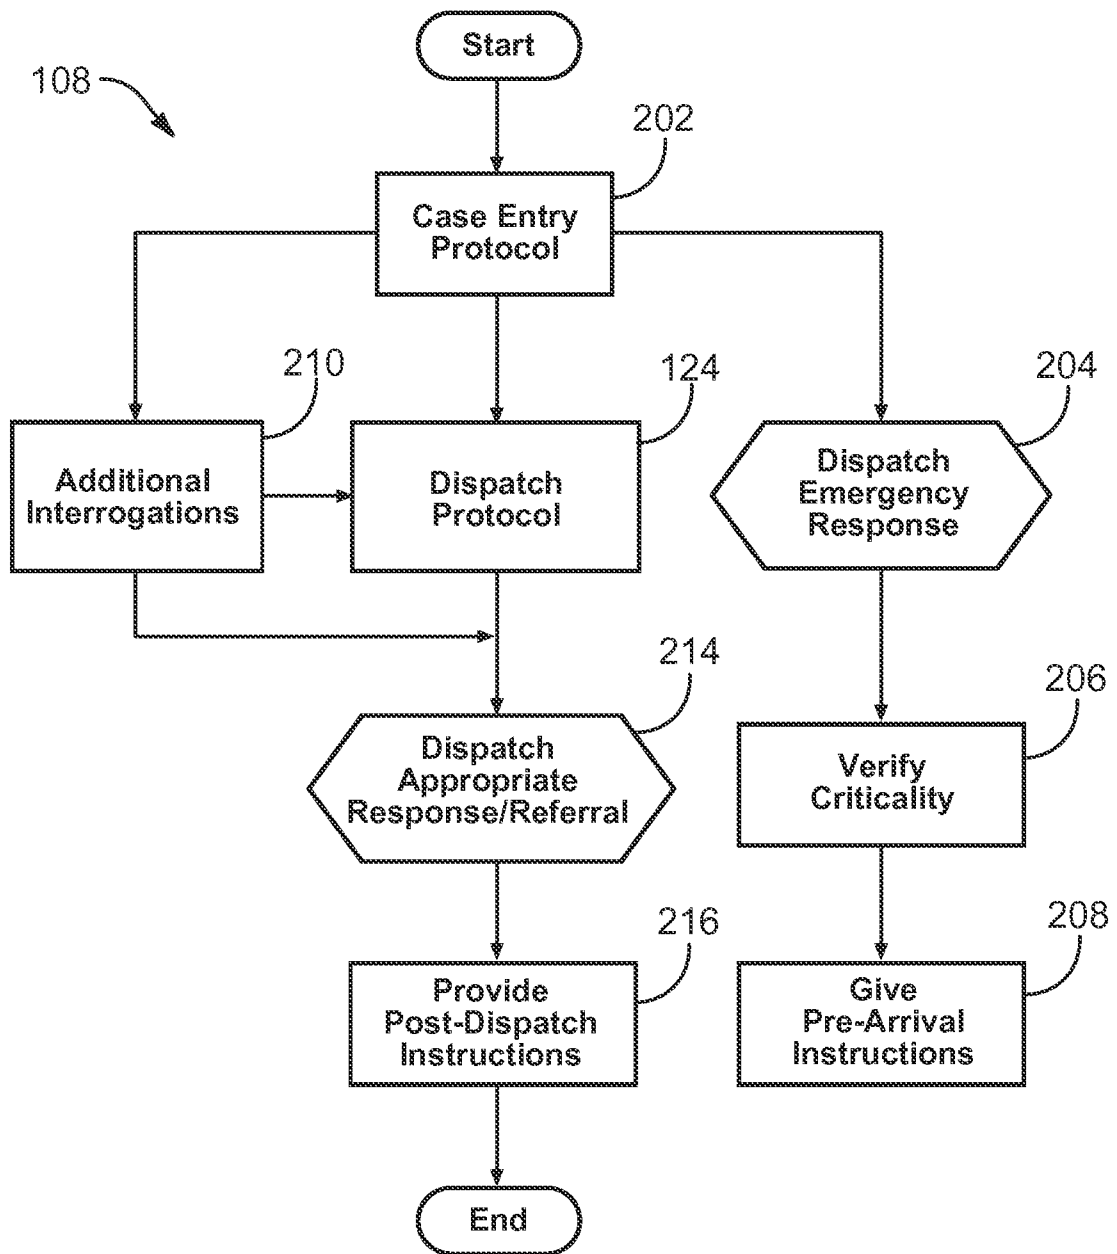 Start
108
202
Case Entry
Protocol
210
124
204
Additional
Interrogations
Dispatch
Protocol
Dispatch
Emergency
Response
214
206
Dispatch
Appropriate
Response/Referral
Verify
Criticality
216
208
Provide
Post-Dispatch
Instructions
Give
Pre-Arrival
Instructions
End